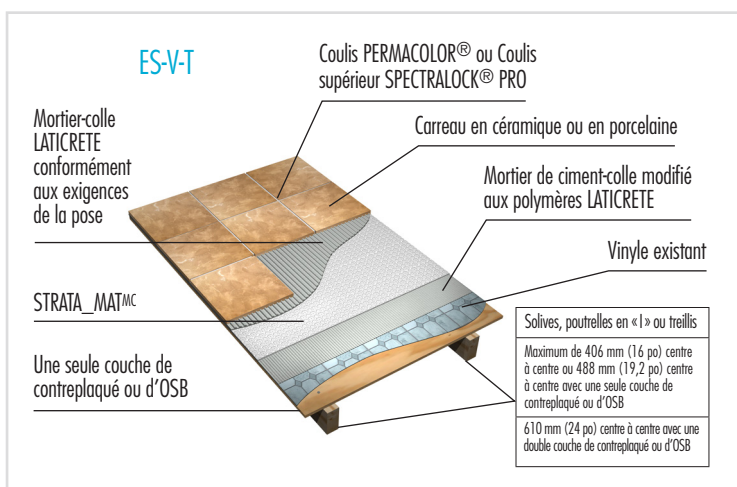 ES-V-T
Coulis PERMACOLOR® ou Coulis
supérieur SPECTRALOCK® PRO
Mortier-colle
LATICRETE
conformément
aux exigences
de la pose
Carreau en céramique ou en porcelaine
Mortier de ciment-colle modifié
aux polymères LATICRETE
Vinyle existant
STRATA_MATMC
Une seule couche de
contreplaqué ou d'OSB
Solives, poutrelles en «I» ou treillis
Maximum de 406 mm (16 po) centre
à centre ou 488 mm (19,2 po) centre
à centre avec une seule couche de
contreplaqué ou d'OSB
610 mm (24 po) centre à centre avec une
double couche de contreplaqué ou d'OSB